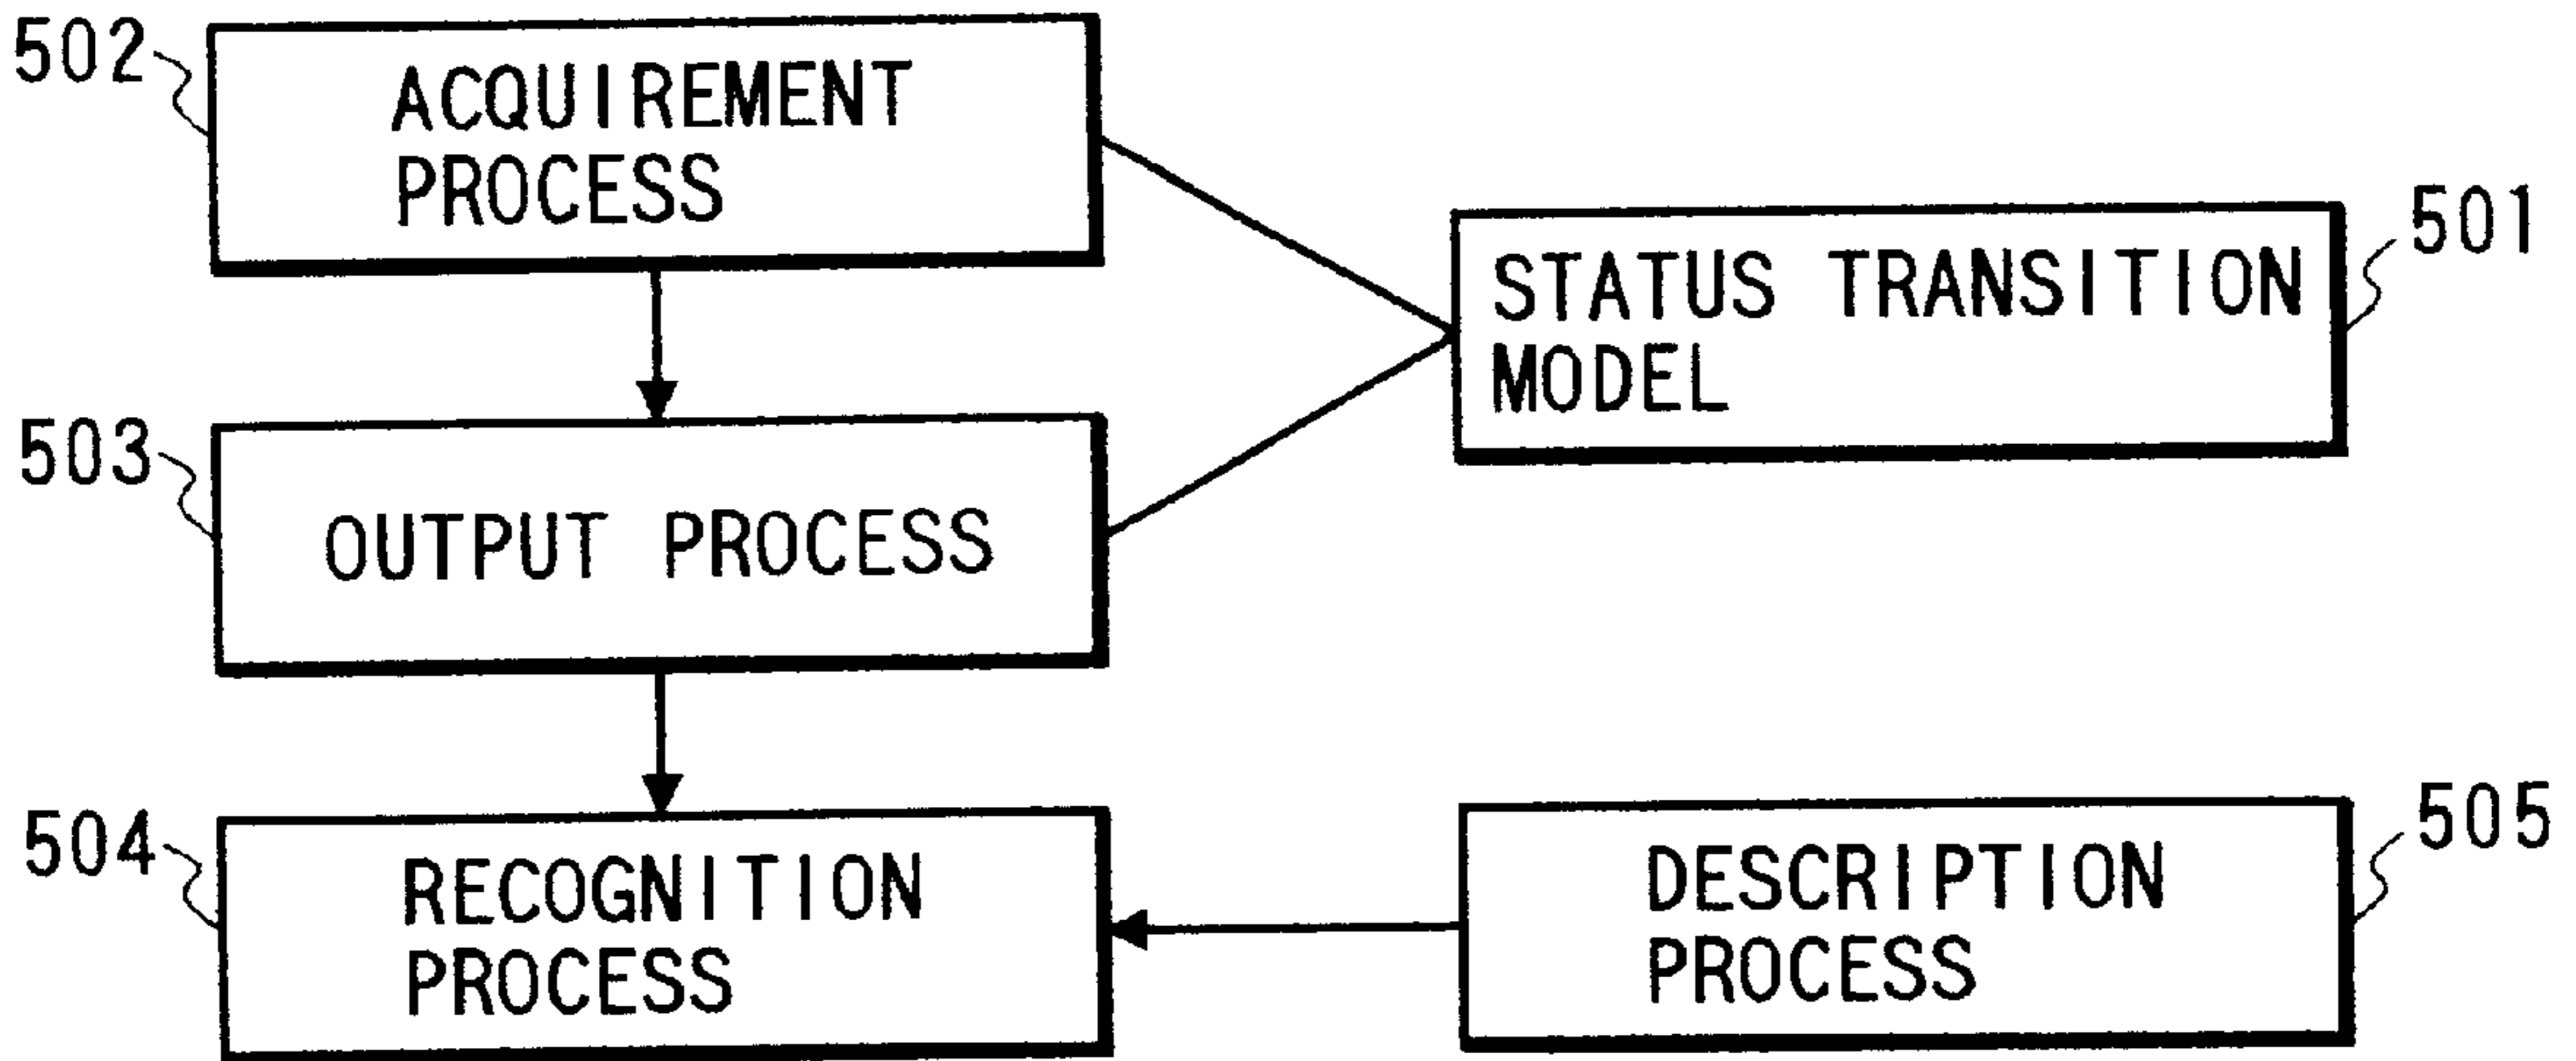 502
ACQUIREMENT
PROCESS
501
STATUS TRANSITION
MODEL
503
OUTPUT PROCESS
504
RECOGNITION
PROCESS
505
DESCRIPTION
PROCESS